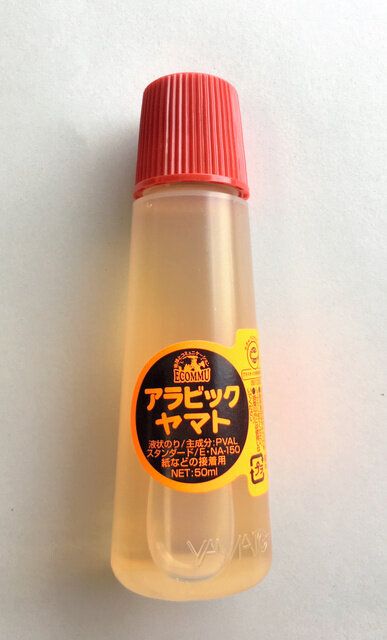 ECOMMU
アラビック
ヤマト
液状のり/主成分:PVAL
スタンダード/E・NA-150
紙などの接着用
NET:50ml